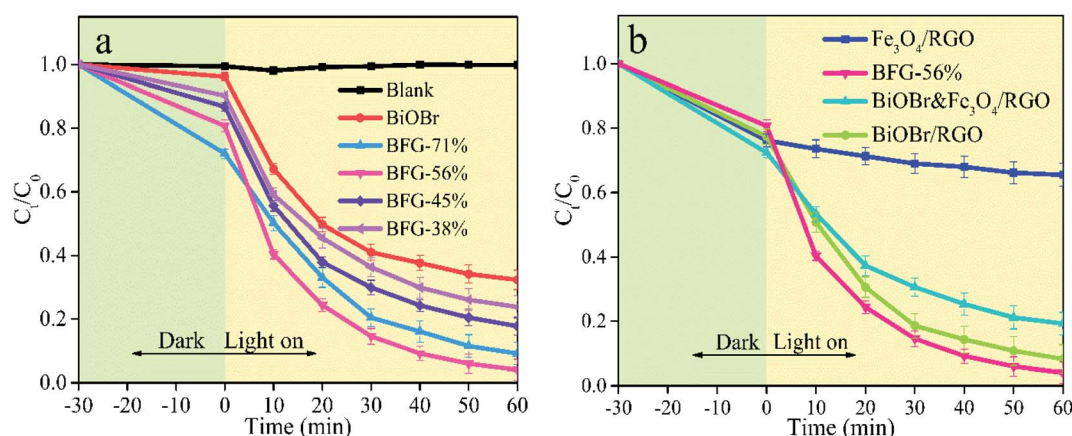 a
Blank
BiOBr
BFG-71%
BFG-56%
BFG-45%
BFG-38%
Dark
Light on
Cₜ/C₀
1.0
0.8
0.6
0.4
0.2
0.0
-30 -20 -10 0 10 20 30 40 50 60
Time (min)
b
Fe₃O₄/RGO
BFG-56%
BiOBr&Fe₃O₄/RGO
BiOBr/RGO
Dark
Light on
Cₜ/C₀
1.0
0.8
0.6
0.4
0.2
0.0
-30 -20 -10 0 10 20 30 40 50 60
Time (min)